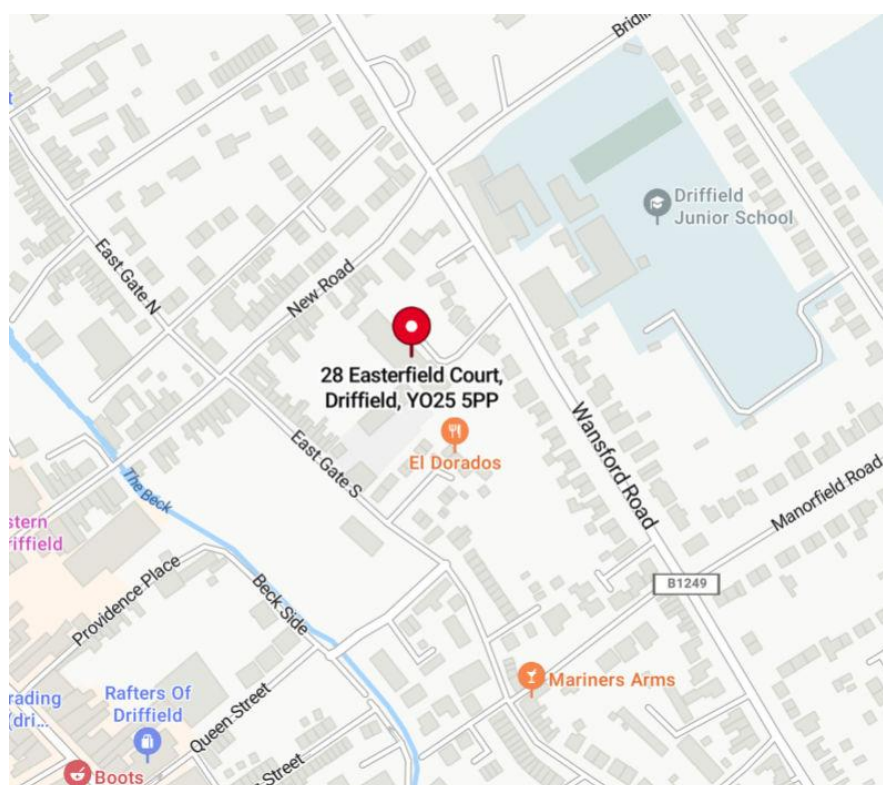 Bridli
Driffield
Junior School
East Gate N
New Road
28 Easterfield Court,
Driffield, YO25 5PP
El Dorados
East Gate S
Wansford Road
Manorfield Road
B1249
The Beck
stern
riffield
Providence Place
Beck Side
Mariners Arms
rading
(dri...
Rafters Of
Driffield
Queen Street
Boots
Street